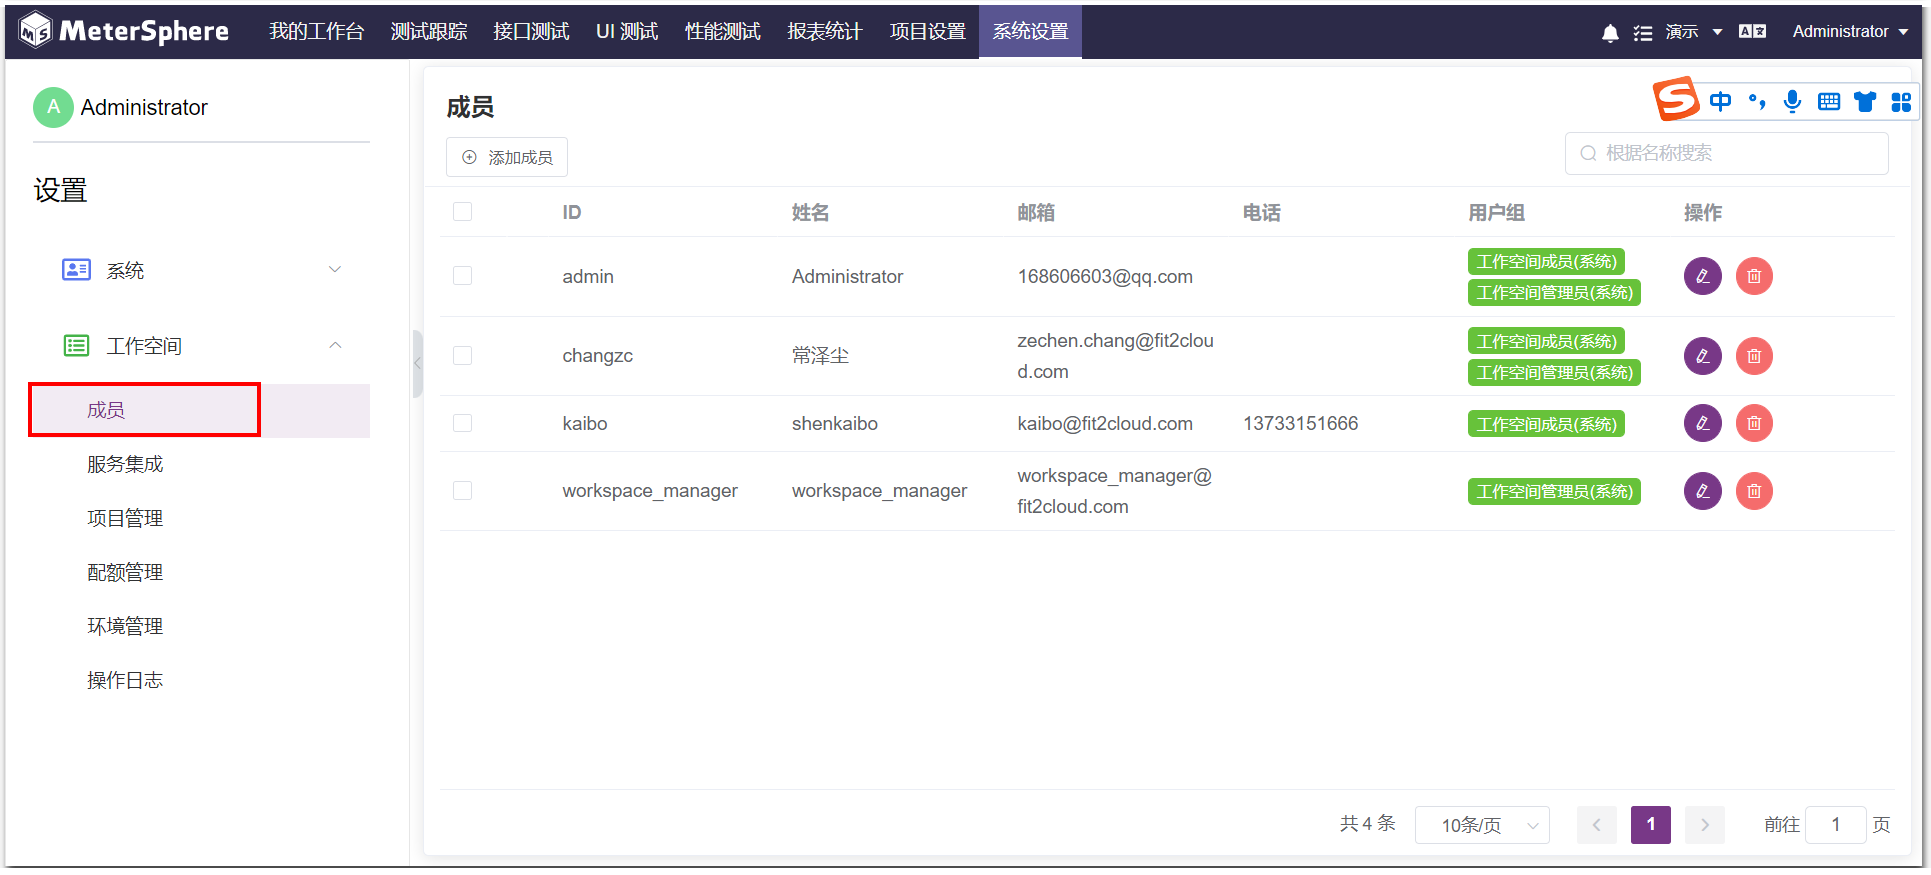 MeterSphere 我的工作台 测试跟踪 接口测试 UI 测试 性能测试 报表统计 项目设置 系统设置 演示 Administrator
A Administrator
设置
系统
工作空间
成员
服务集成
项目管理
配额管理
环境管理
操作日志
成员
中
添加成员
根据名称搜索
ID 姓名 邮箱 电话 用户组 操作
admin Administrator 168606603@qq.com 工作空间成员(系统)
工作空间管理员(系统)
changzc 常泽尘 zechen.chang@fit2clou
d.com
工作空间成员(系统)
工作空间管理员(系统)
kaibo shenkaibo kaibo@fit2cloud.com 13733151666 工作空间成员(系统)
workspace_manager workspace_manager workspace_manager@
fit2cloud.com
工作空间管理员(系统)
共 4 条 10条/页 1 前往 1 页